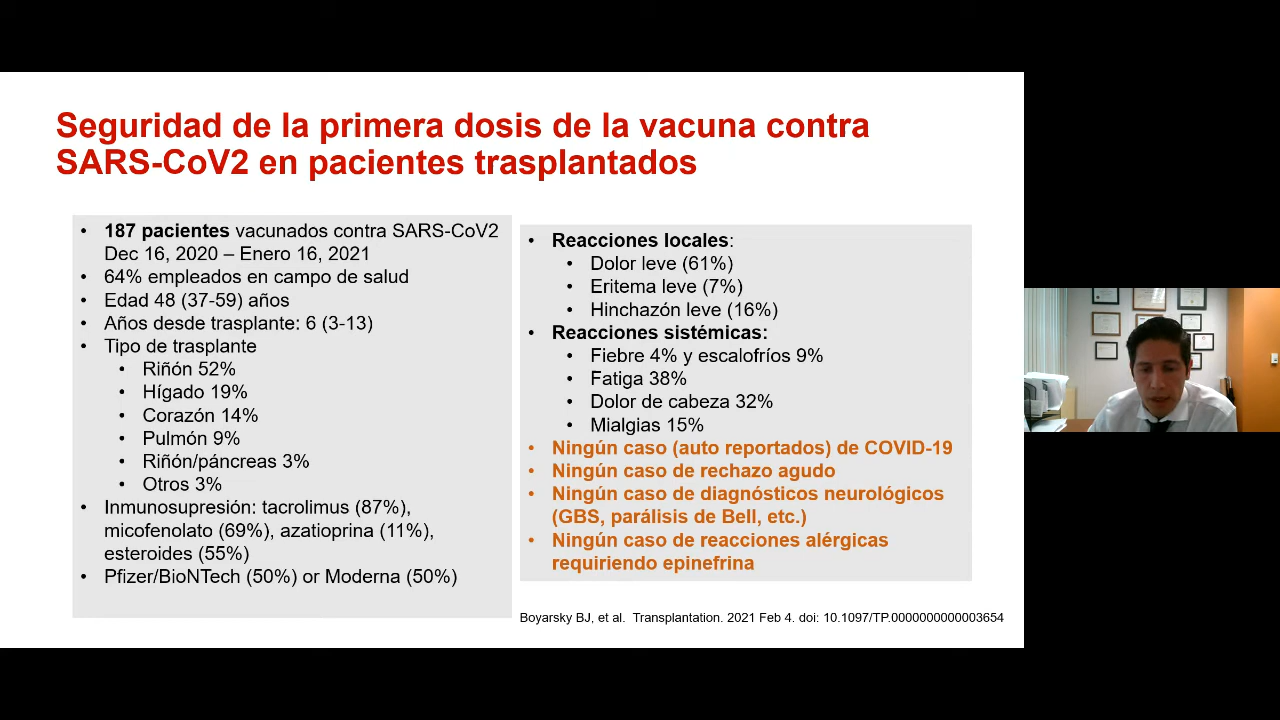 Seguridad de la primera dosis de la vacuna contra
SARS-CoV2 en pacientes trasplantados
• 187 pacientes vacunados contra SARS-CoV2
Dec 16, 2020 – Enero 16, 2021
• 64% empleados en campo de salud
• Edad 48 (37-59) años
• Años desde trasplante: 6 (3-13)
• Tipo de trasplante
• Riñón 52%
• Hígado 19%
• Corazón 14%
• Pulmón 9%
• Riñón/páncreas 3%
• Otros 3%
• Inmunosupresión: tacrolimus (87%),
micofenolato (69%), azatioprina (11%),
esteroides (55%)
• Pfizer/BioNTech (50%) or Moderna (50%)
• Reacciones locales:
• Dolor leve (61%)
• Eritema leve (7%)
• Hinchazón leve (16%)
• Reacciones sistémicas:
• Fiebre 4% y escalofríos 9%
• Fatiga 38%
• Dolor de cabeza 32%
• Mialgias 15%
• Ningún caso (auto reportados) de COVID-19
• Ningún caso de rechazo agudo
• Ningún caso de diagnósticos neurológicos
(GBS, parálisis de Bell, etc.)
• Ningún caso de reacciones alérgicas
requiriendo epinefrina
Boyarsky BJ, et al. Transplantation. 2021 Feb 4. doi: 10.1097/TP.0000000000003654